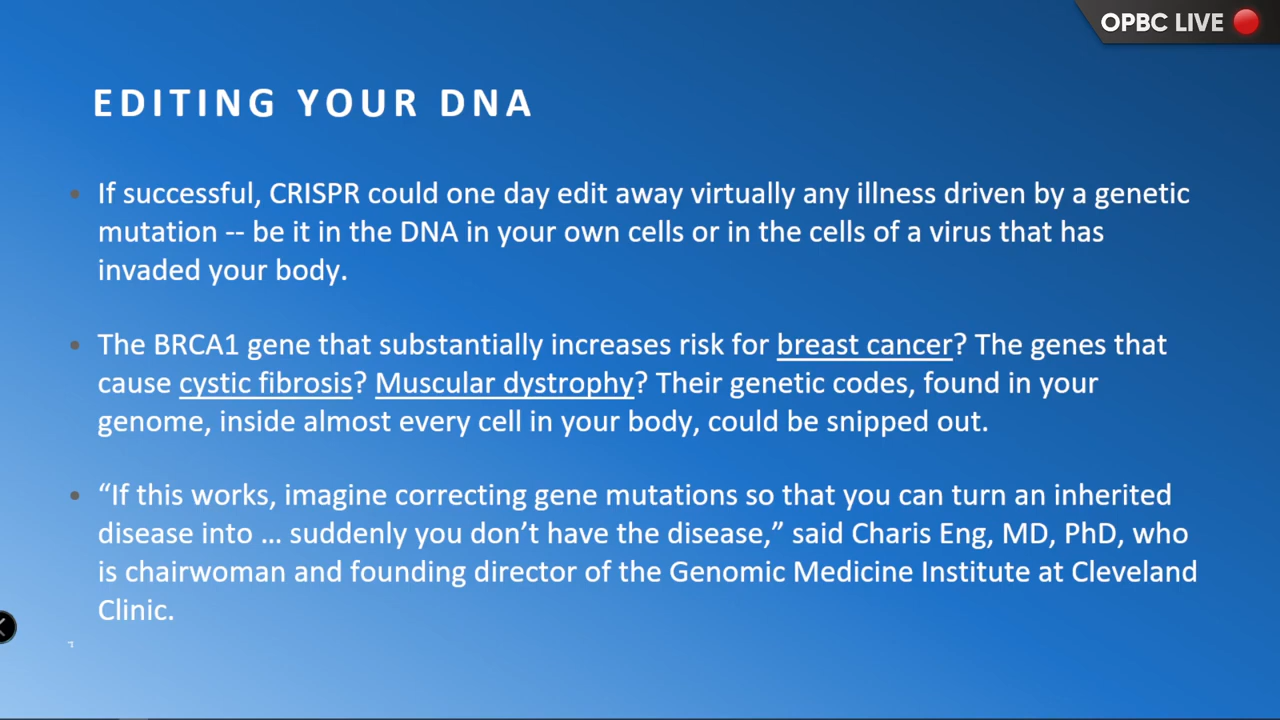 OPBC LIVE
EDITING YOUR DNA
• If successful, CRISPR could one day edit away virtually any illness driven by a genetic
mutation -- be it in the DNA in your own cells or in the cells of a virus that has
invaded your body.
• The BRCA1 gene that substantially increases risk for breast cancer? The genes that
cause cystic fibrosis? Muscular dystrophy? Their genetic codes, found in your
genome, inside almost every cell in your body, could be snipped out.
• “If this works, imagine correcting gene mutations so that you can turn an inherited
disease into … suddenly you don’t have the disease,” said Charis Eng, MD, PhD, who
is chairwoman and founding director of the Genomic Medicine Institute at Cleveland
Clinic.